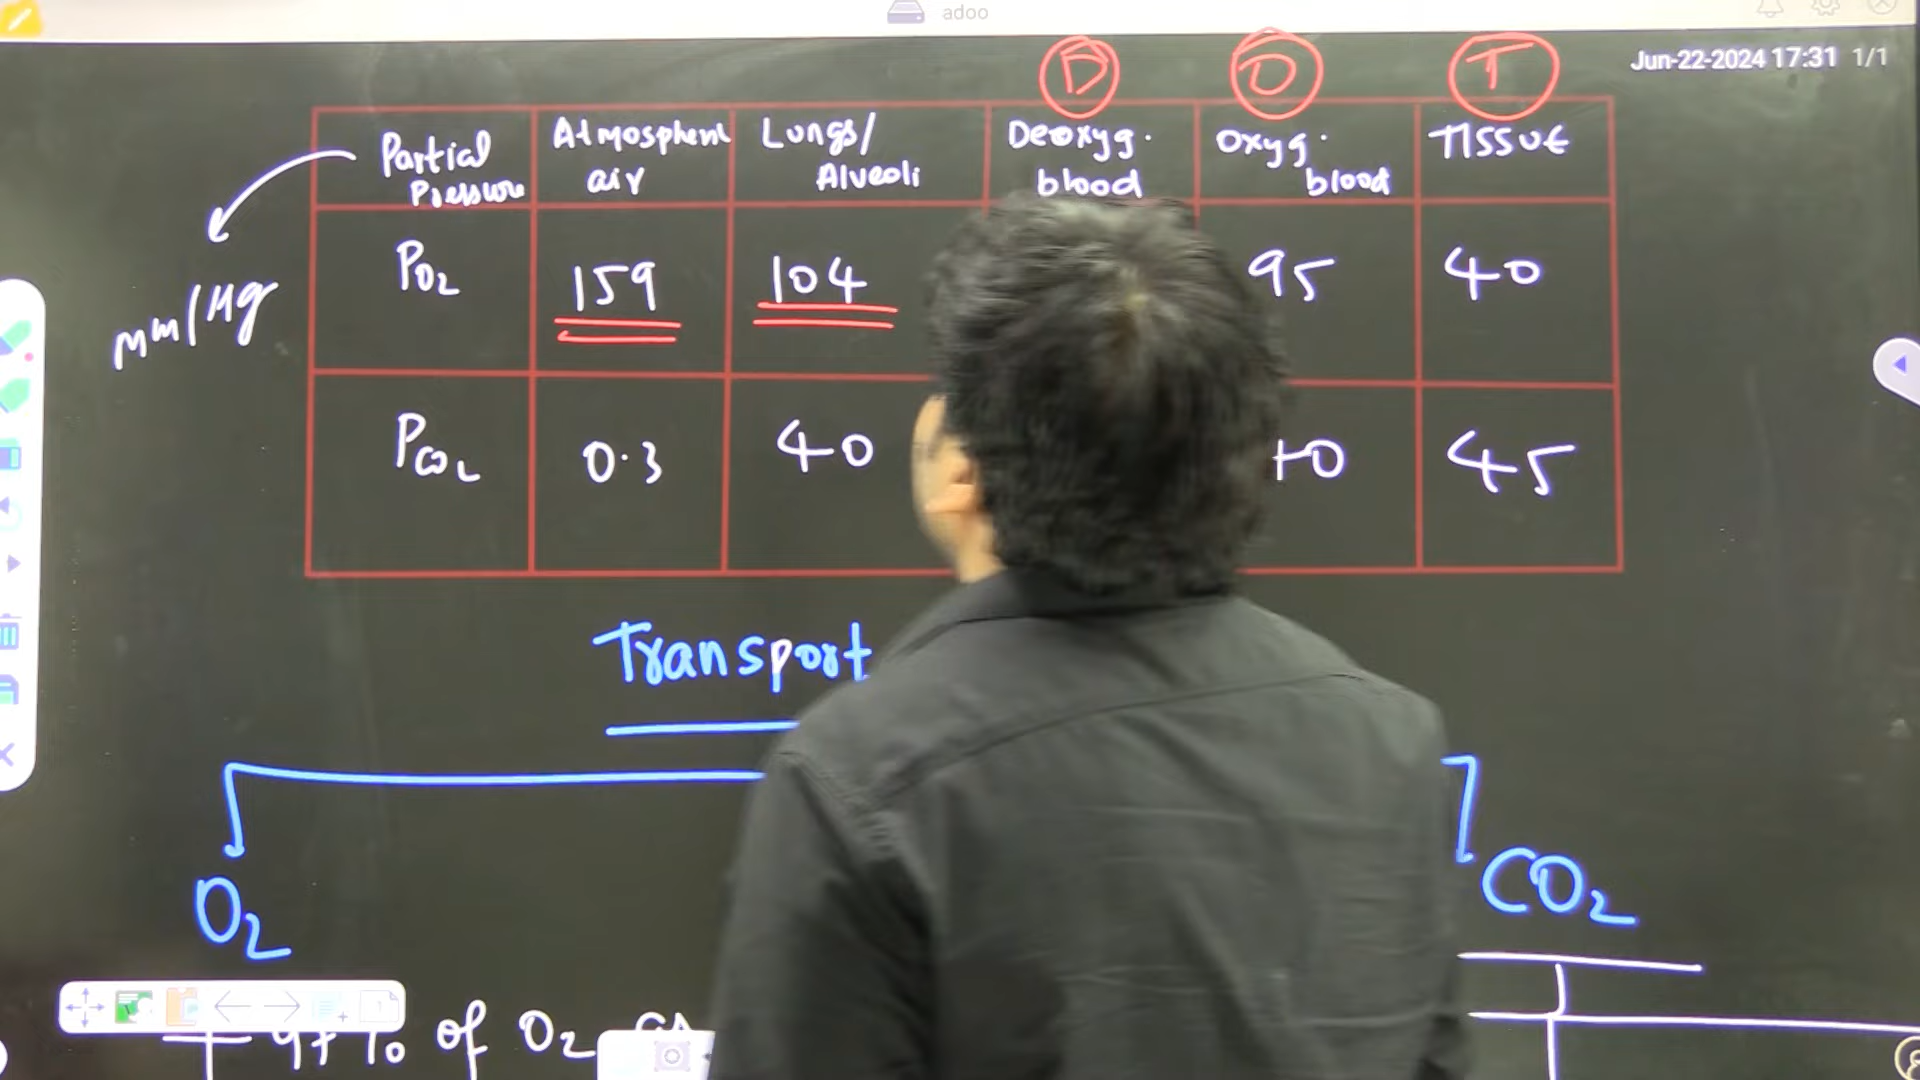 adoo
Jun-22-2024 17:31 1/1
D O T
Partial Pressure
Atmospheric air
Lungs/ Alveoli
Deoxyg. blood
Oxyg. blood
TISSUE
mm/Hg
PO2 159 104 95 40
PCO2 0.3 40 45
Transport
O2 CO2
of O2